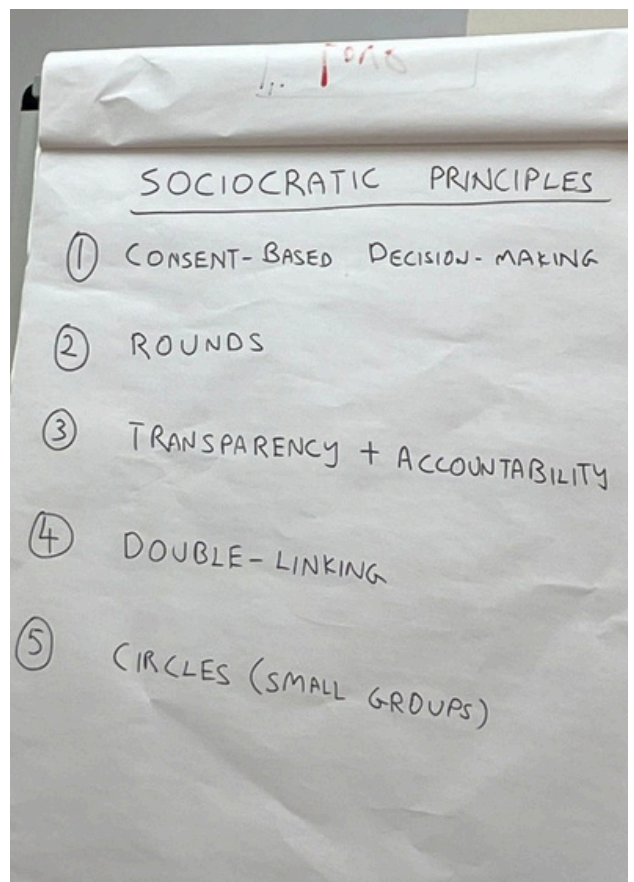 SOCIOCRATIC PRINCIPLES
1 CONSENT-BASED DECISION-MAKING
2 ROUNDS
3 TRANSPARENCY + ACCOUNTABILITY
4 DOUBLE-LINKING
5 CIRCLES (SMALL GROUPS)